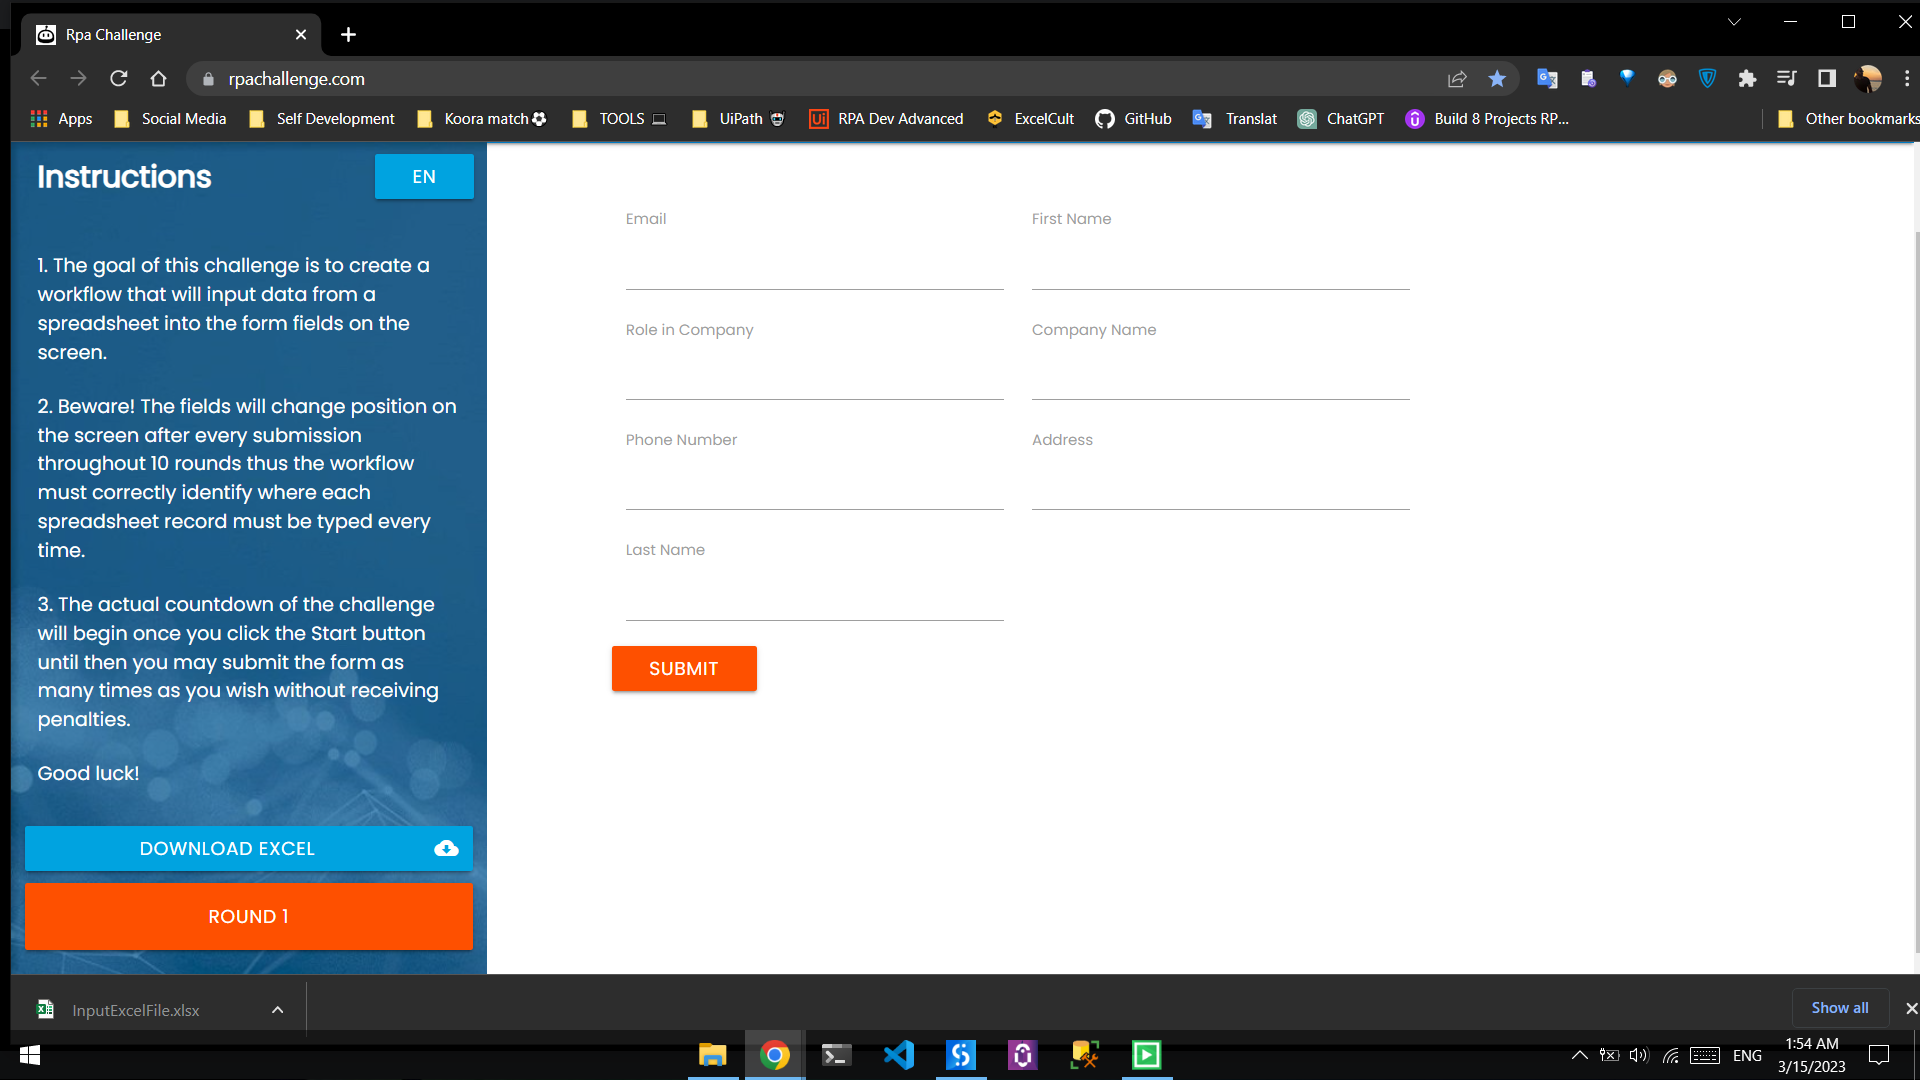 Rpa Challenge
rpachallenge.com
Apps Social Media Self Development Koora match TOOLS UiPath RPA Dev Advanced ExcelCult GitHub Translat ChatGPT Build 8 Projects RP... Other bookmarks
Instructions
EN
1. The goal of this challenge is to create a
workflow that will input data from a
spreadsheet into the form fields on the
screen.
2. Beware! The fields will change position on
the screen after every submission
throughout 10 rounds thus the workflow
must correctly identify where each
spreadsheet record must be typed every
time.
3. The actual countdown of the challenge
will begin once you click the Start button
until then you may submit the form as
many times as you wish without receiving
penalties.
Good luck!
DOWNLOAD EXCEL
ROUND 1
Email First Name
Role in Company Company Name
Phone Number Address
Last Name
SUBMIT
InputExcelFile.xlsx
Show all
ENG
1:54 AM
3/15/2023